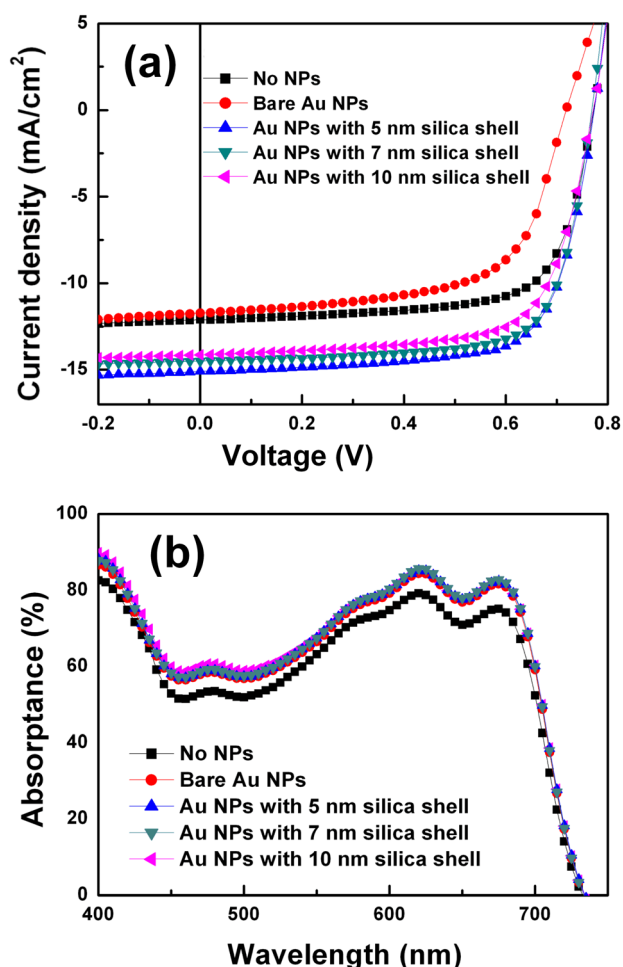 (a)
No NPs
Bare Au NPs
Au NPs with 5 nm silica shell
Au NPs with 7 nm silica shell
Au NPs with 10 nm silica shell
Current density (mA/cm²)
5
0
-5
-10
-15
-0.2 0.0 0.2 0.4 0.6 0.8
Voltage (V)
(b)
Absorptance (%)
100
80
60
40
20
0
No NPs
Bare Au NPs
Au NPs with 5 nm silica shell
Au NPs with 7 nm silica shell
Au NPs with 10 nm silica shell
400 500 600 700
Wavelength (nm)